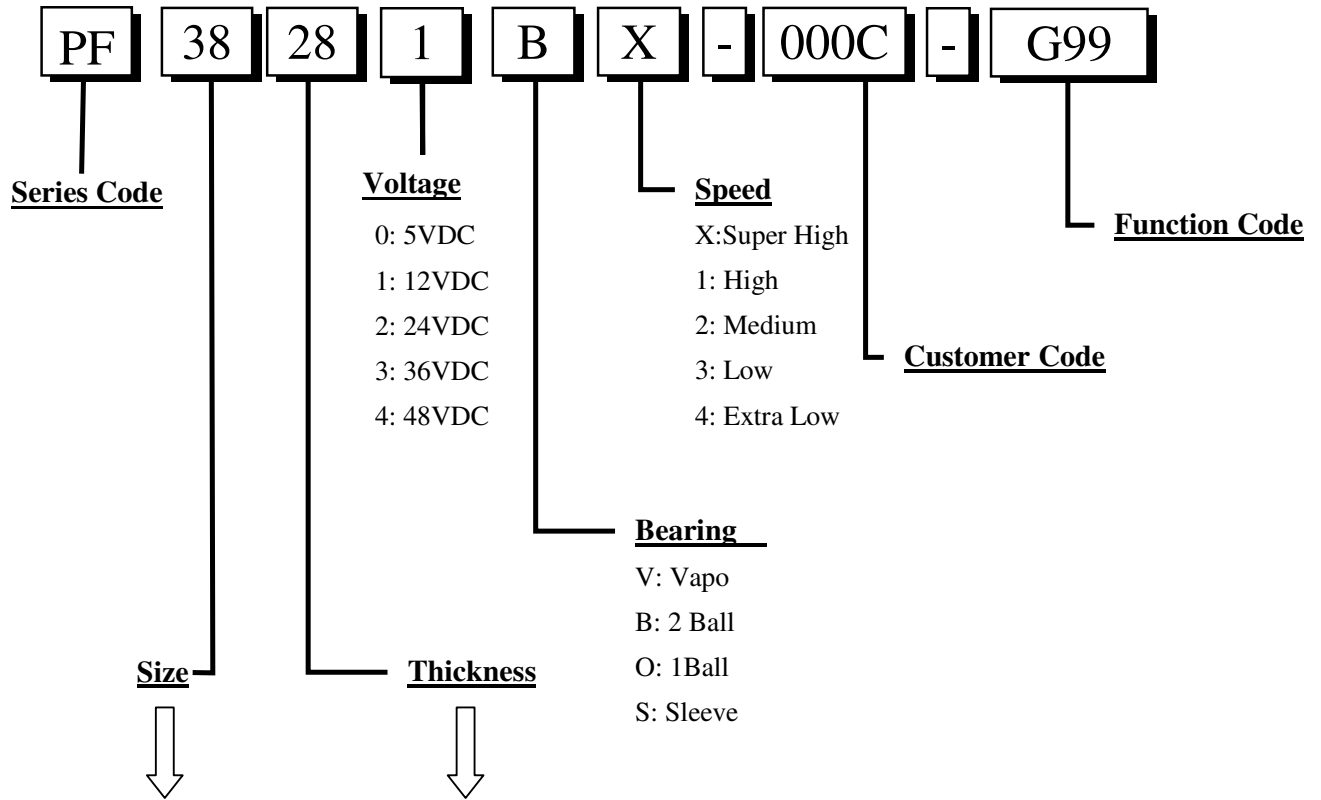 PF 38 28 1 B X - 000C - G99
Series Code
Voltage
0: 5VDC
1: 12VDC
2: 24VDC
3: 36VDC
4: 48VDC
Speed
X:Super High
1: High
2: Medium
3: Low
4: Extra Low
Function Code
Customer Code
Bearing
V: Vapo
B: 2 Ball
O: 1Ball
S: Sleeve
Size
Thickness